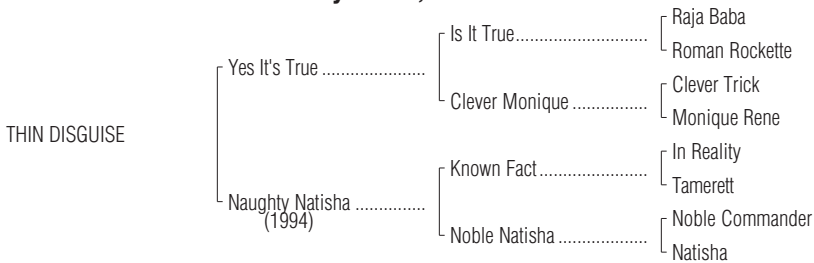 Raja Baba
Is It True..............................
Roman Rockette
Yes It's True ......................
Clever Trick
Clever Monique ................
Monique Rene
THIN DISGUISE
In Reality
Known Fact.......................
Tamerett
Naughty Natisha ...............
(1994)
Noble Commander
Noble Natisha ...................
Natisha